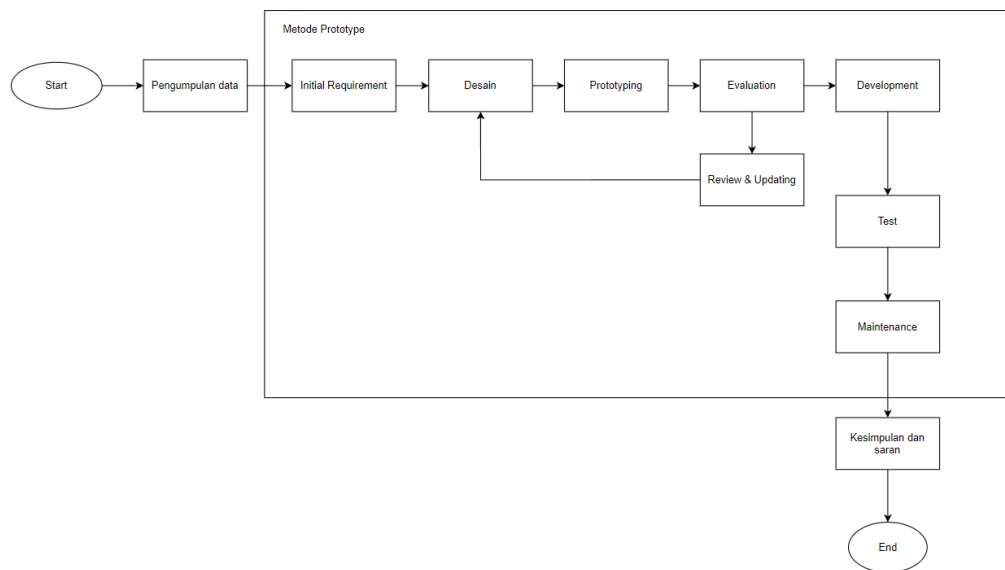 Metode Prototype
Start
Pengumpulan data
Initial Requirement
Desain
Prototyping
Evaluation
Development
Review & Updating
Test
Maintenance
Kesimpulan dan
saran
End